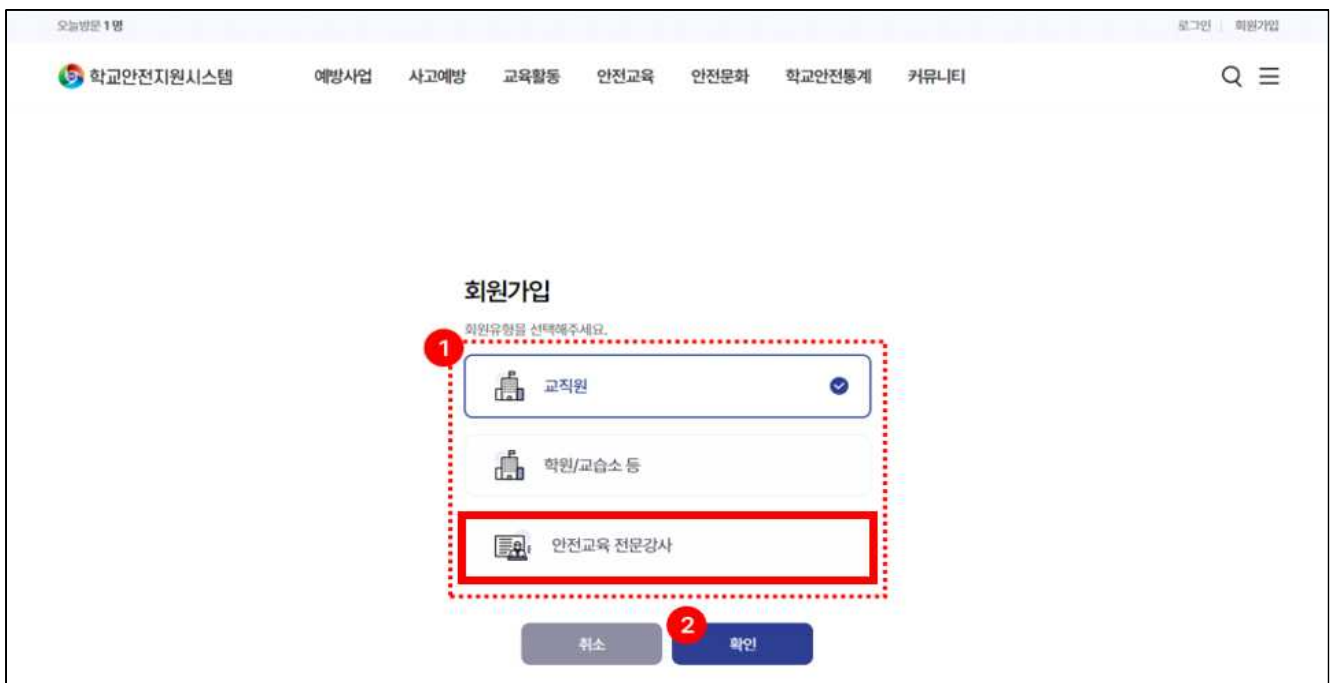 오늘방문 1 명
로그인 | 회원가입
학교안전지원시스템 예방사업 사고예방 교육활동 안전교육 안전문화 학교안전통계 커뮤니티
회원가입
회원유형을 선택해주세요.
1
교직원
학원/교습소 등
안전교육 전문강사
취소
2
확인